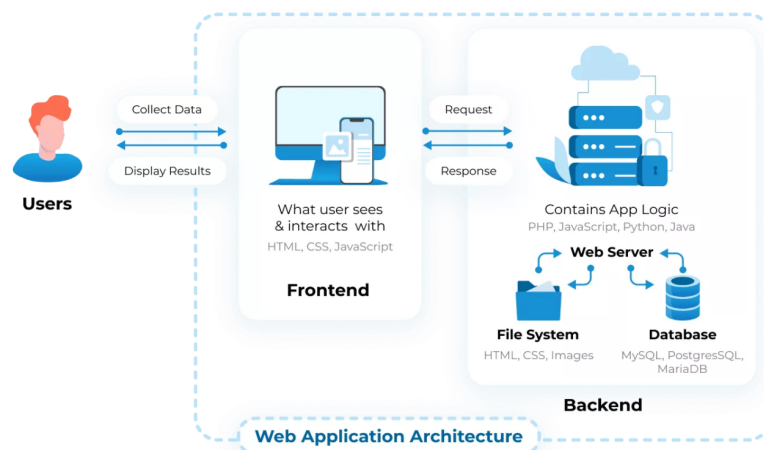 Collect Data
Display Results
Users
What user sees
& interacts with
HTML, CSS, JavaScript
Frontend
Request
Response
Contains App Logic
PHP, JavaScript, Python, Java
Web Server
File System
HTML, CSS, Images
Database
MySQL, PostgresSQL,
MariaDB
Backend
Web Application Architecture